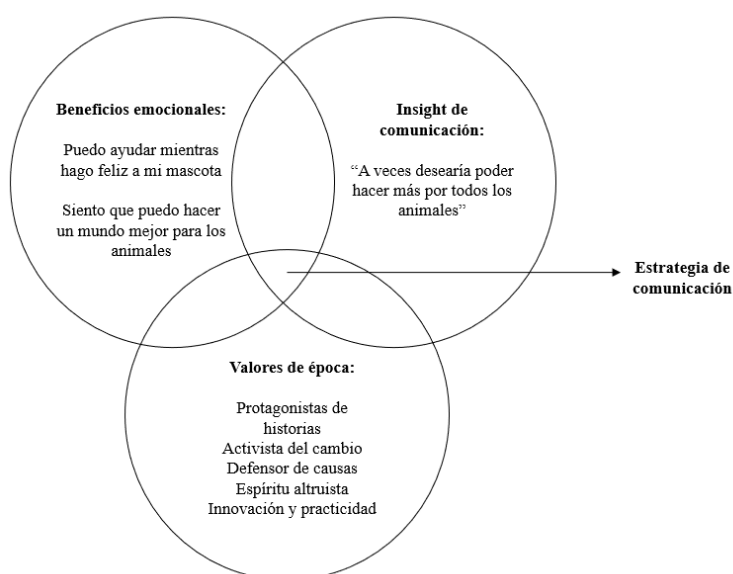 Beneficios emocionales:
Puedo ayudar mientras
hago feliz a mi mascota
Siento que puedo hacer
un mundo mejor para los
animales
Insight de
comunicación:
“A veces desearía poder
hacer más por todos los
animales”
Estrategia de
comunicación
Valores de época:
Protagonistas de
historias
Activista del cambio
Defensor de causas
Espíritu altruista
Innovación y practicidad